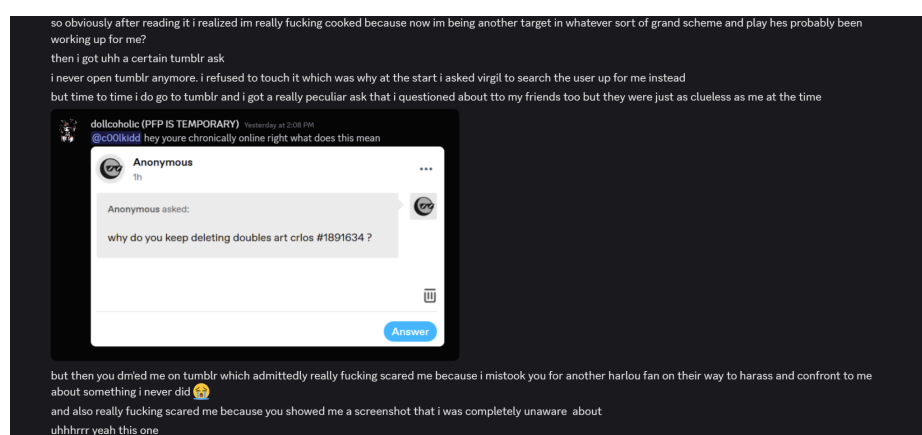 so obviously after reading it i realized im really fucking cooked because now im being another target in whatever sort of grand scheme and play hes probably been
working up for me?
then i got uhh a certain tumblr ask
i never open tumblr anymore. i refused to touch it which was why at the start i asked virgil to search the user up for me instead
but time to time i do go to tumblr and i got a really peculiar ask that i questioned about tto my friends too but they were just as clueless as me at the time
dollcoholic (PFP IS TEMPORARY) Yesterday at 2:08 PM
@c00lkidd hey youre chronically online right what does this mean
Anonymous
1h
Anonymous asked:
why do you keep deleting doubles art crlos #1891634 ?
Answer
but then you dm'ed me on tumblr which admittedly really fucking scared me because i mistook you for another harlou fan on their way to harass and confront to me
about something i never did 😭
and also really fucking scared me because you showed me a screenshot that i was completely unaware about
uhhhrrr yeah this one